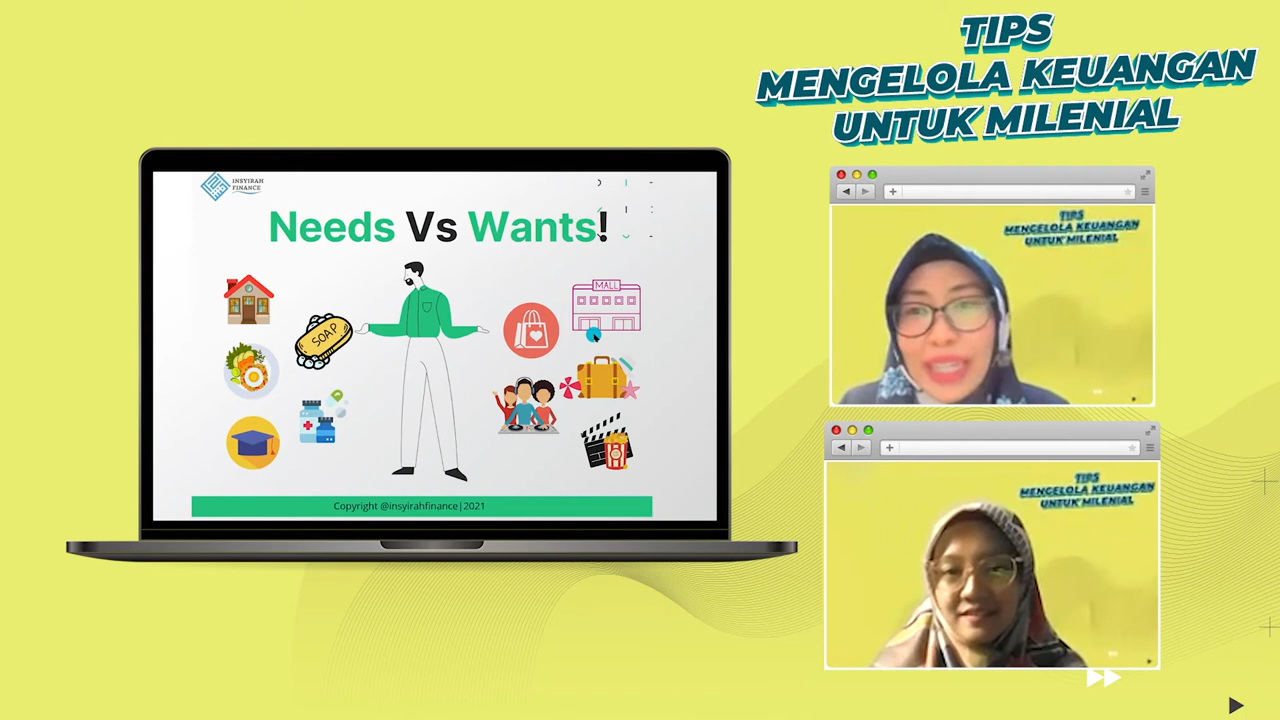 TIPS
MENGELOLA KEUANGAN
UNTUK MILENIAL
INSYIRAH
FINANCE
Needs Vs Wants!
MALL
SOAP
Copyright @insyirahfinance|2021
TIPS
MENGELOLA KEUANGAN
UNTUK MILENIAL
TIPS
MENGELOLA KEUANGAN
UNTUK MILENIAL